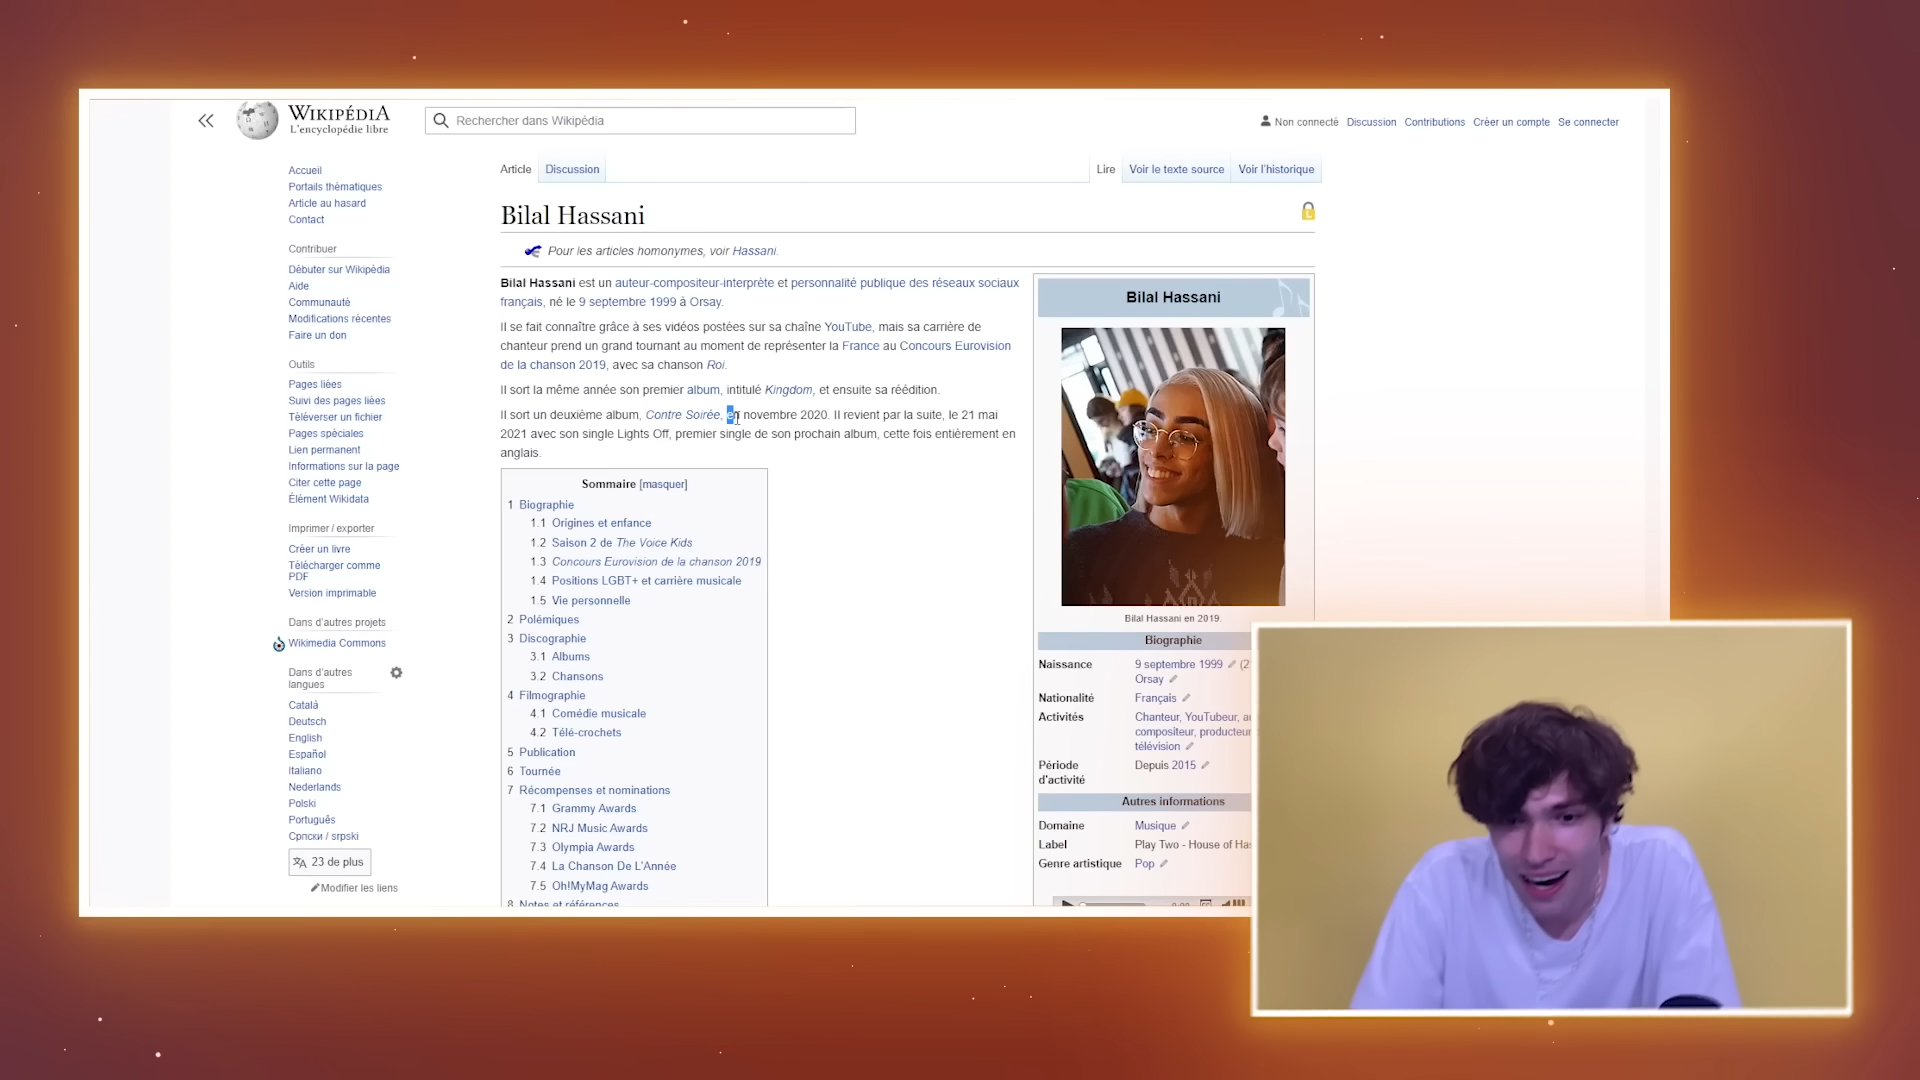 WIKIPÉDIA
L'encyclopédie libre
Rechercher dans Wikipédia
Non connecté Discussion Contributions Créer un compte Se connecter
Accueil
Portails thématiques
Article au hasard
Contact
Contribuer
Débuter sur Wikipédia
Aide
Communauté
Modifications récentes
Faire un don
Outils
Pages liées
Suivi des pages liées
Téléverser un fichier
Pages spéciales
Lien permanent
Informations sur la page
Citer cette page
Élément Wikidata
Imprimer / exporter
Créer un livre
Télécharger comme
PDF
Version imprimable
Dans d'autres projets
Wikimedia Commons
Dans d'autres
langues
Català
Deutsch
English
Español
Italiano
Nederlands
Polski
Português
Српски / srpski
23 de plus
Modifier les liens
Article Discussion Lire Voir le texte source Voir l'historique
Bilal Hassani
Pour les articles homonymes, voir Hassani.
Bilal Hassani est un auteur-compositeur-interprète et personnalité publique des réseaux sociaux
français, né le 9 septembre 1999 à Orsay.
Il se fait connaître grâce à ses vidéos postées sur sa chaîne YouTube, mais sa carrière de
chanteur prend un grand tournant au moment de représenter la France au Concours Eurovision
de la chanson 2019, avec sa chanson Roi.
Il sort la même année son premier album, intitulé Kingdom, et ensuite sa réédition.
Il sort un deuxième album, Contre Soirée, en novembre 2020. Il revient par la suite, le 21 mai
2021 avec son single Lights Off, premier single de son prochain album, cette fois entièrement en
anglais.
Sommaire [masquer]
1 Biographie
1.1 Origines et enfance
1.2 Saison 2 de The Voice Kids
1.3 Concours Eurovision de la chanson 2019
1.4 Positions LGBT+ et carrière musicale
1.5 Vie personnelle
2 Polémiques
3 Discographie
3.1 Albums
3.2 Chansons
4 Filmographie
4.1 Comédie musicale
4.2 Télé-crochets
5 Publication
6 Tournée
7 Récompenses et nominations
7.1 Grammy Awards
7.2 NRJ Music Awards
7.3 Olympia Awards
7.4 La Chanson De L'Année
7.5 Oh!MyMag Awards
8 Notes et références
Bilal Hassani
Bilal Hassani en 2019.
Biographie
Naissance 9 septembre 1999 (2
Orsay
Nationalité Français
Activités Chanteur, YouTubeur,
compositeur, producteur
télévision
Période Depuis 2015
d'activité
Autres informations
Domaine Musique
Label Play Two - House of Has
Genre artistique Pop
0:00